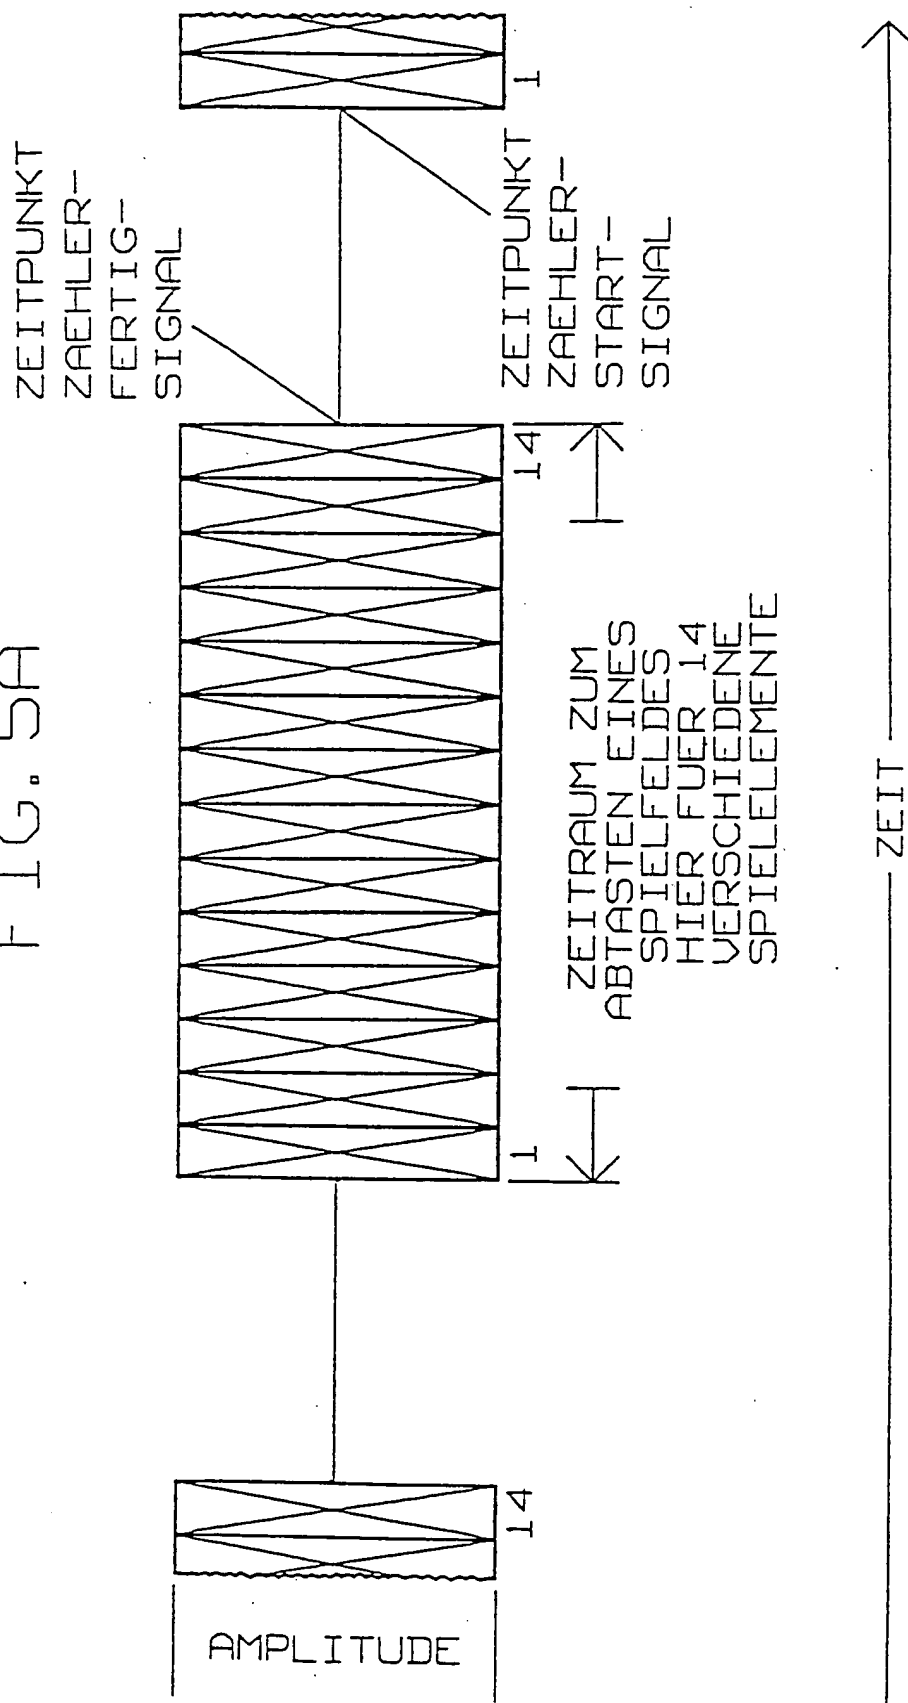 FIG. 5A
ZEITPUNKT
ZAEHLER-
FERTIG-
SIGNAL
AMPLITUDE
14
1
14
1
ZEITPUNKT
ZAEHLER-
START-
SIGNAL
ZEITRAUM ZUM
ABTASTEN EINES
SPIELFELDES
HIER FUER 14
VERSCHIEDENE
SPIELELEMENTE
ZEIT